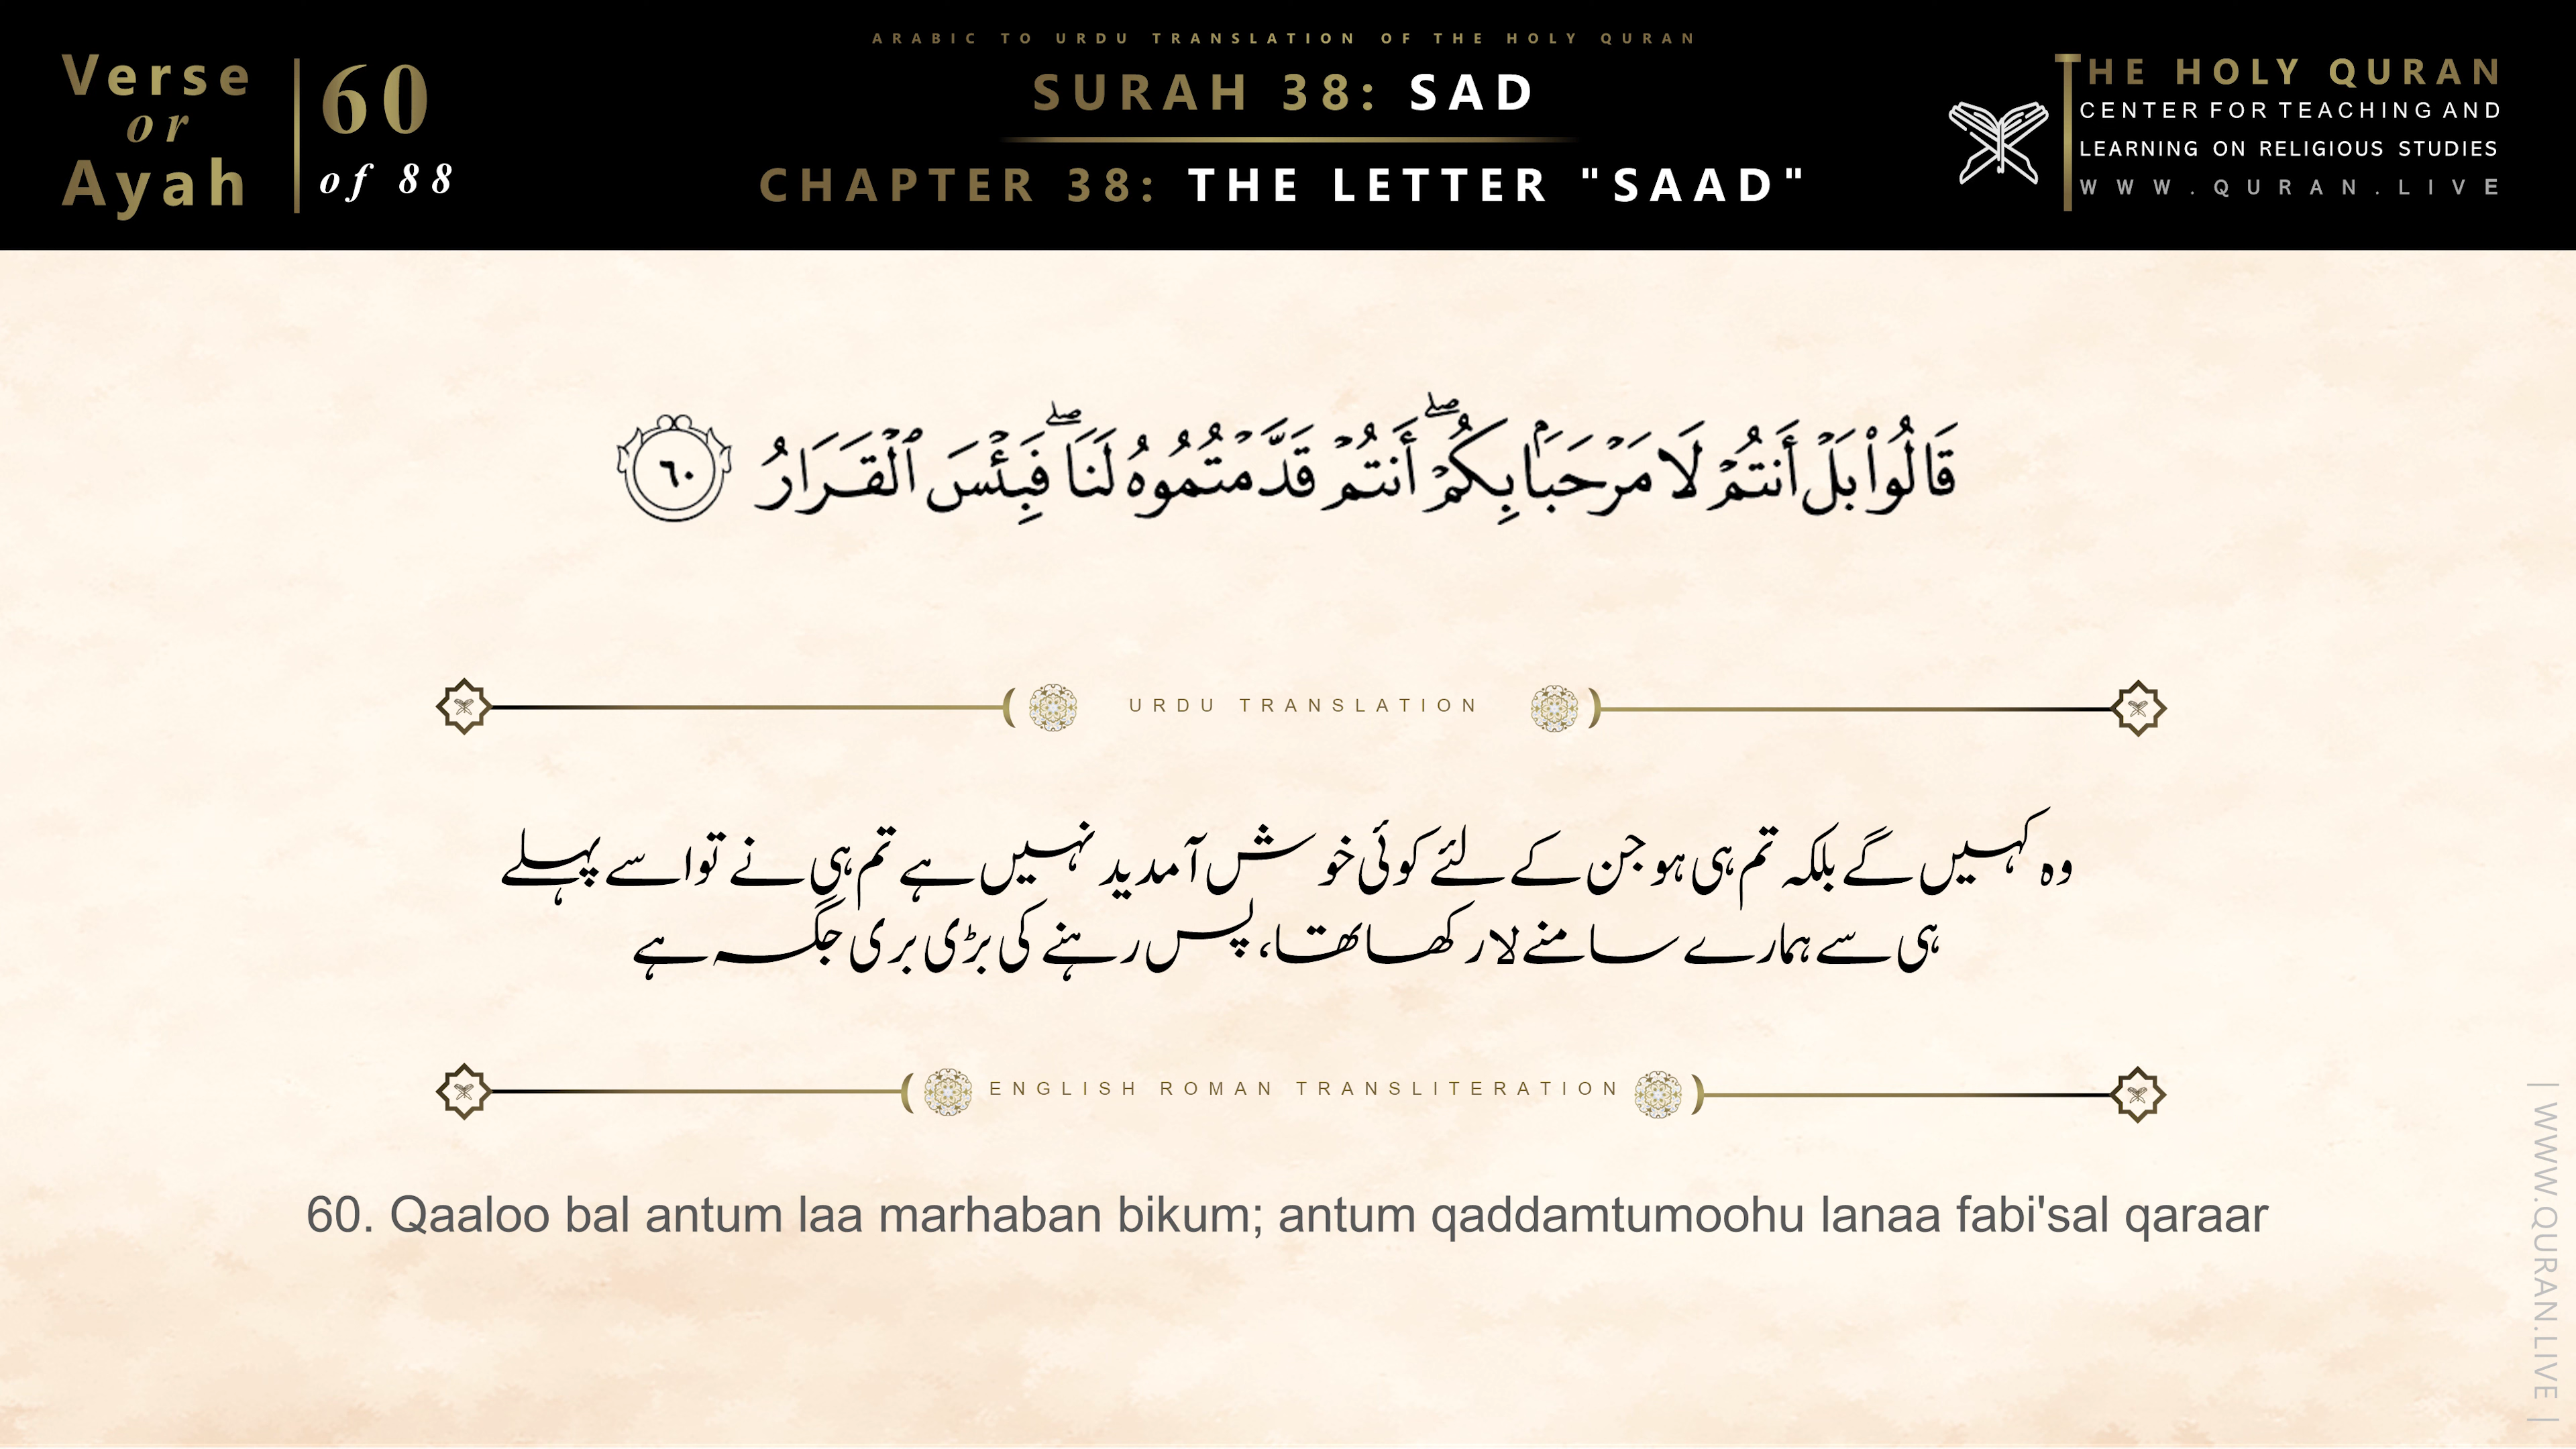 ARABIC TO URDU TRANSLATION OF THE HOLY QURAN
Verse
or
Ayah
60
of 88
SURAH 38: SAD
CHAPTER 38: THE LETTER "SAAD"
THE HOLY QURAN
CENTER FOR TEACHING AND
LEARNING ON RELIGIOUS STUDIES
WWW.QURAN.LIVE
قَالُوا۟ بَلْ أَنتُمْ لَا مَرْحَبًۢا بِكُمْ ۖ أَنتُمْ قَدَّمْتُمُوهُ لَنَا ۖ فَبِئْسَ ٱلْقَرَارُ ٦٠
URDU TRANSLATION
وہ کہیں گے بلکہ تم ہی ہو جن کے لئے کوئی خوش آمدید نہیں ہے تم ہی نے تو اسے پہلے
ہی سے ہمارے سامنے لا رکھا تھا، پس رہنے کی بڑی بری جگہ ہے
ENGLISH ROMAN TRANSLITERATION
60. Qaaloo bal antum laa marhaban bikum; antum qaddamtumoohu lanaa fabi'sal qaraar
| WWW.QURAN.LIVE |